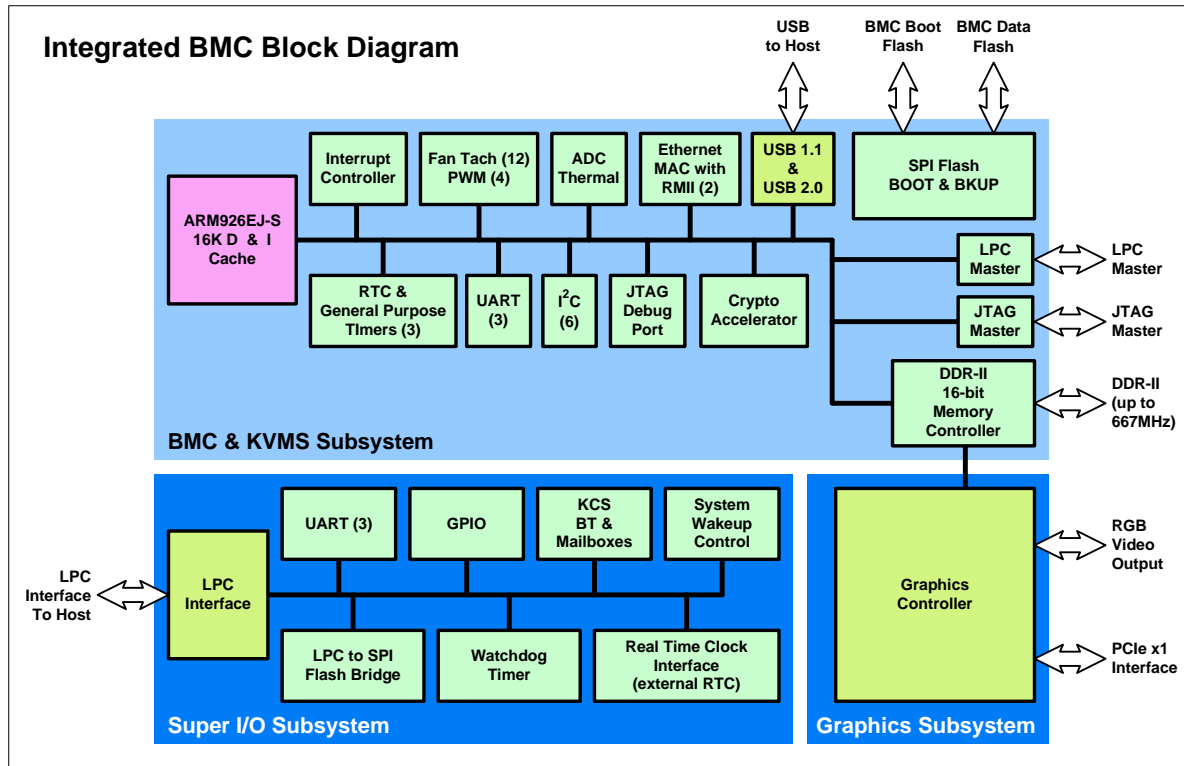 Integrated BMC Block Diagram
USB
to Host
BMC Boot
Flash
BMC Data
Flash
Interrupt
Controller
Fan Tach (12)
PWM (4)
ADC
Thermal
Ethernet
MAC with
RMII (2)
USB 1.1
&
USB 2.0
SPI Flash
BOOT & BKUP
ARM926EJ-S
16K D & I
Cache
RTC &
General Purpose
TImers (3)
UART
(3)
I²C
(6)
JTAG
Debug
Port
Crypto
Accelerator
LPC
Master
LPC
Master
JTAG
Master
JTAG
Master
DDR-II
16-bit
Memory
Controller
DDR-II
(up to
667MHz)
BMC & KVMS Subsystem
UART (3)
GPIO
KCS
BT &
Mailboxes
System
Wakeup
Control
LPC
Interface
To Host
LPC
Interface
LPC to SPI
Flash Bridge
Watchdog
Timer
Real Time Clock
Interface
(external RTC)
Super I/O Subsystem
Graphics
Controller
RGB
Video
Output
PCIe x1
Interface
Graphics Subsystem